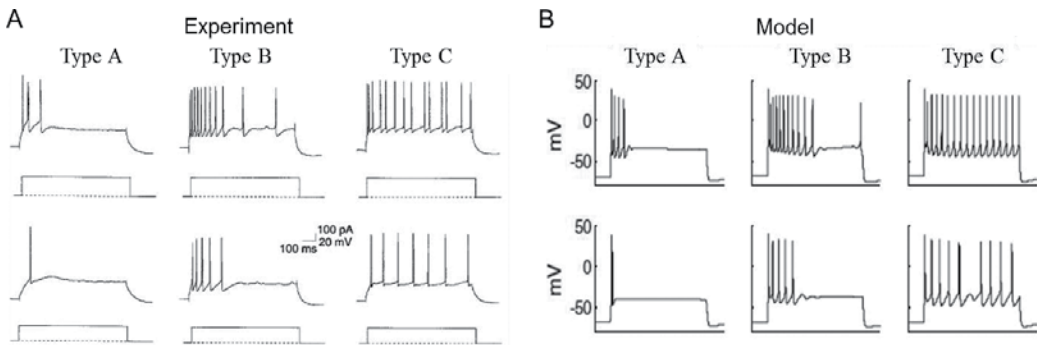 A
Experiment
Type A Type B Type C
100 pA
20 mV
100 ms
B
Model
Type A Type B Type C
50
0
-50
mV
50
0
-50
mV